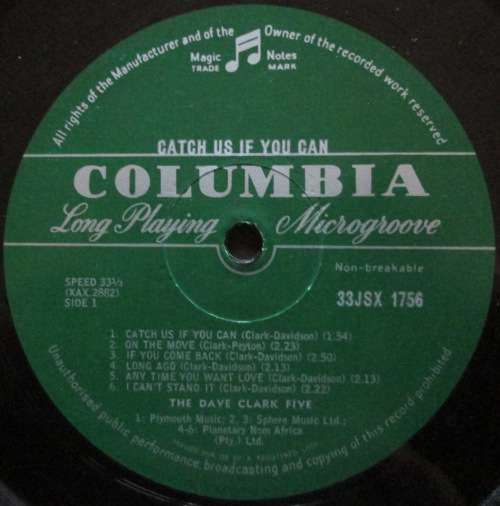 All rights of the Manufacturer and of the Owner of the recorded work reserved
Magic Notes
TRADE MARK
CATCH US IF YOU CAN
COLUMBIA
Long Playing Microgroove
Non-breakable
SPEED 33⅓
(XAX.2882)
SIDE 1
33JSX 1756
1. CATCH US IF YOU CAN (Clark-Davidson) (1.54)
2. ON THE MOVE (Clark-Peyton) (2.23)
3. IF YOU COME BACK (Clark-Davidson) (2.50)
4. LONG AGO (Clark-Davidson) (2.13)
5. ANY TIME YOU WANT LOVE (Clark-Davidson) (2.13)
6. I CAN'T STAND IT (Clark-Davidson) (2.22)
THE DAVE CLARK FIVE
1: Plymouth Music; 2, 3: Sphere Music Ltd.;
4-6: Planetary Nom Africa
(Pty.) Ltd.
Unauthorised public performance, broadcasting and copying of this record prohibited